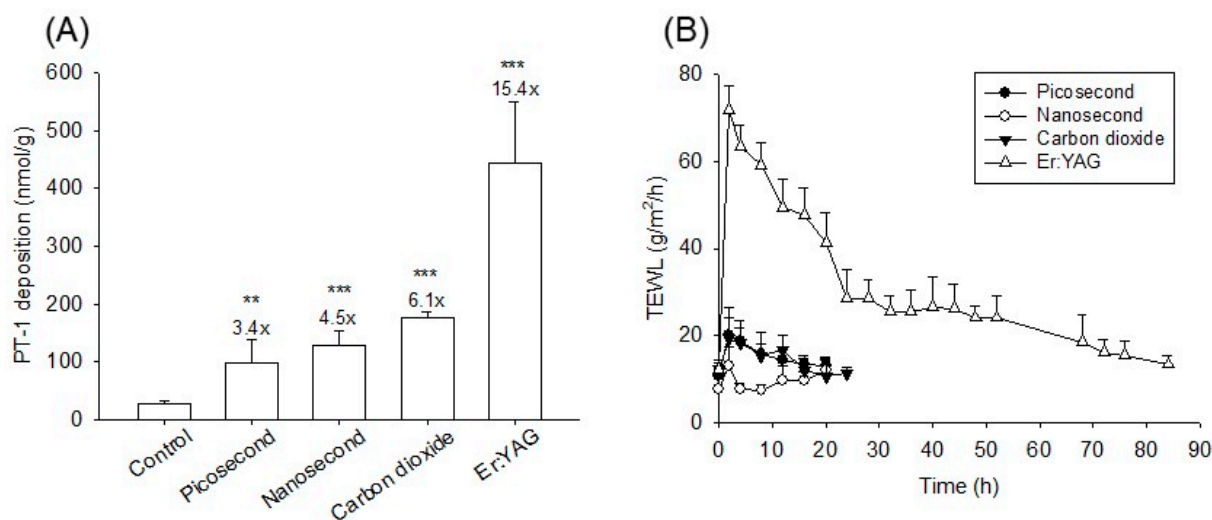 (A)
PT-1 deposition (nmol/g)
600
500
400
300
200
100
0
**
3.4x
***
4.5x
***
6.1x
***
15.4x
Control
Picosecond
Nanosecond
Carbon dioxide
Er:YAG
(B)
TEWL (g/m²/h)
80
60
40
20
0
Picosecond
Nanosecond
Carbon dioxide
Er:YAG
0 10 20 30 40 50 60 70 80 90
Time (h)